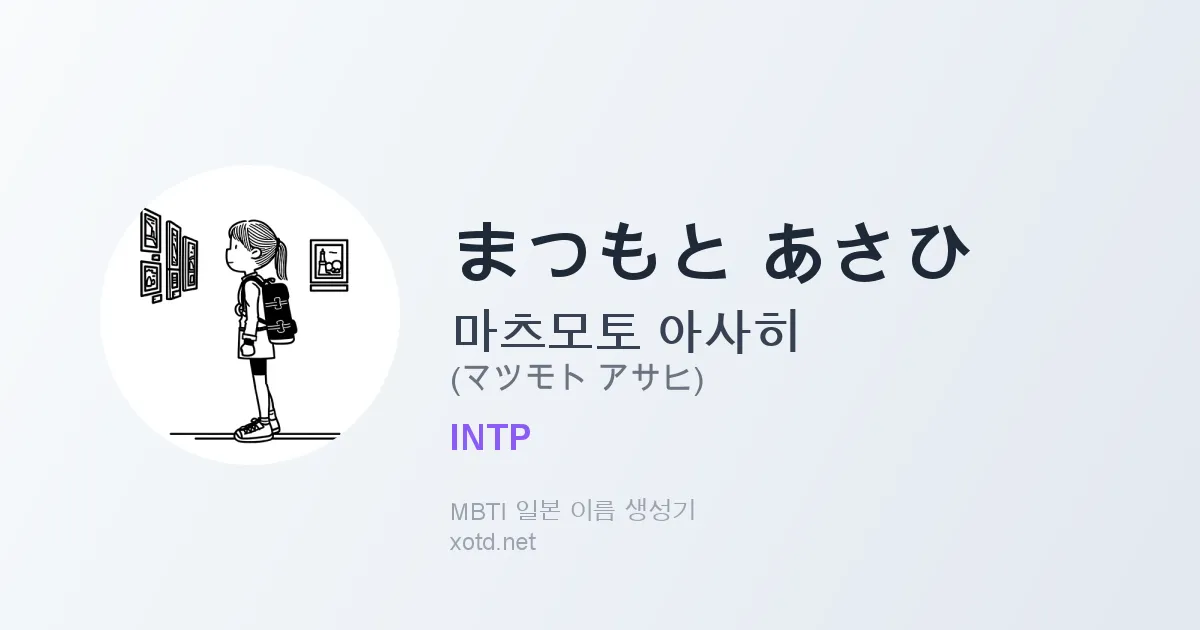 まつもと あさひ
마츠모토 아사히
(マツモト アサヒ)
INTP
MBTI 일본 이름 생성기
xotd.net